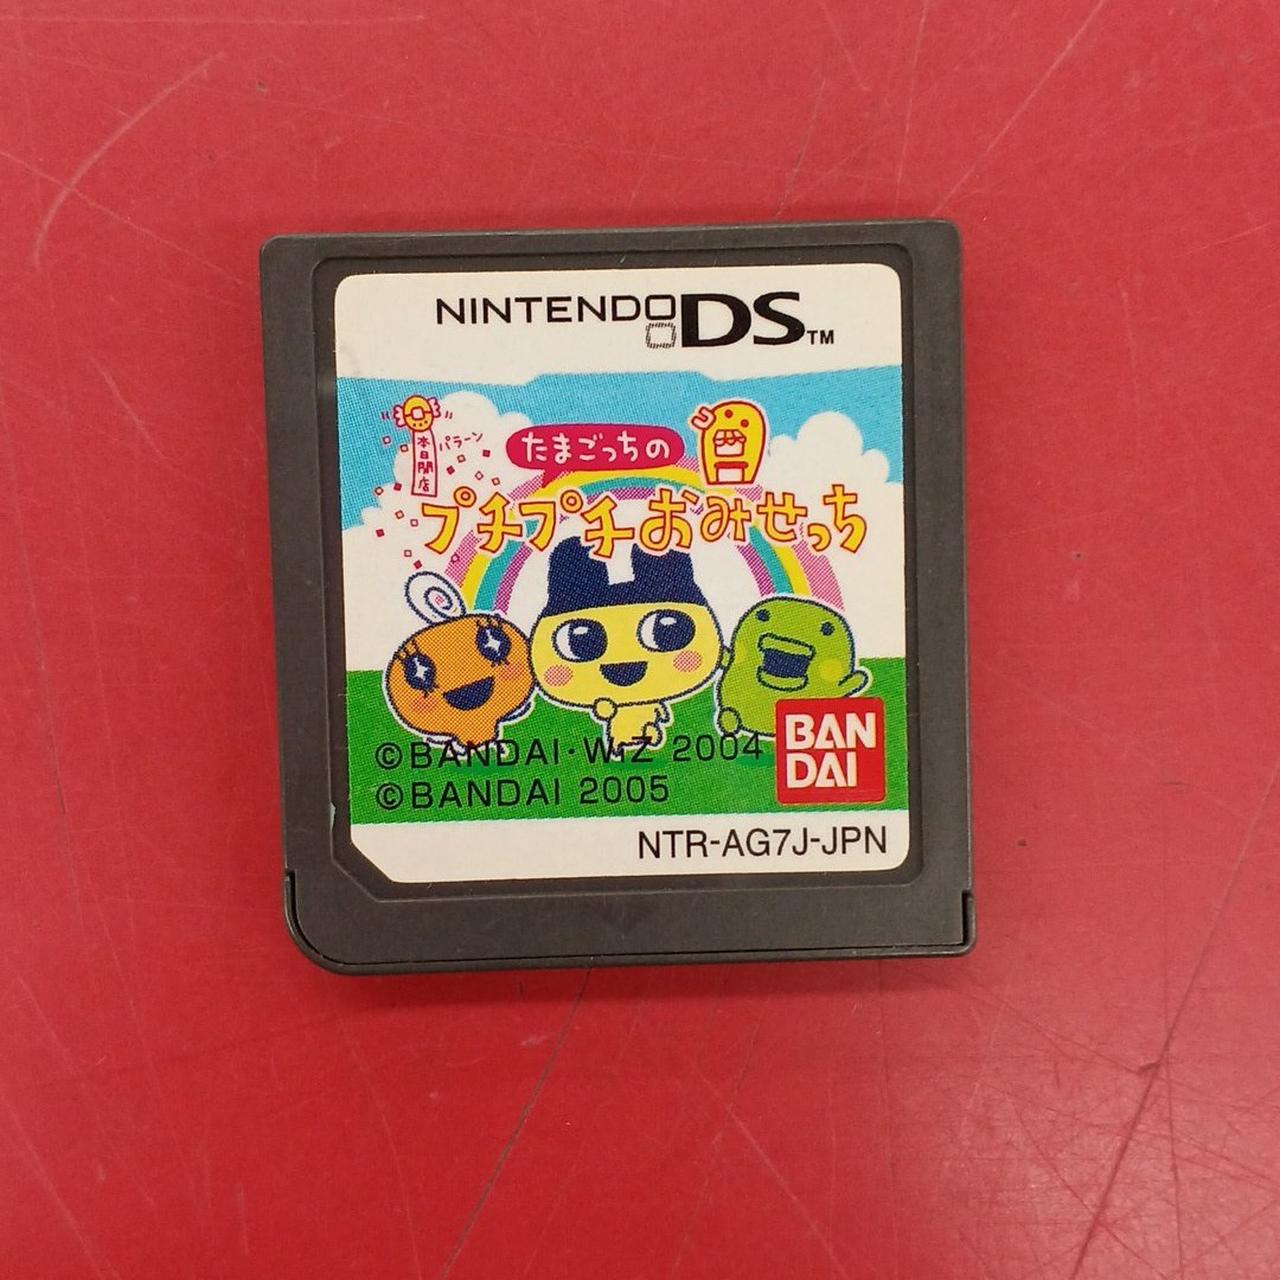 NINTENDO DS™
本日開店
パラーン
たまごっちの
プチプチおみせっち
©BANDAI・WiZ 2004
©BANDAI 2005
BAN
DAI
NTR-AG7J-JPN